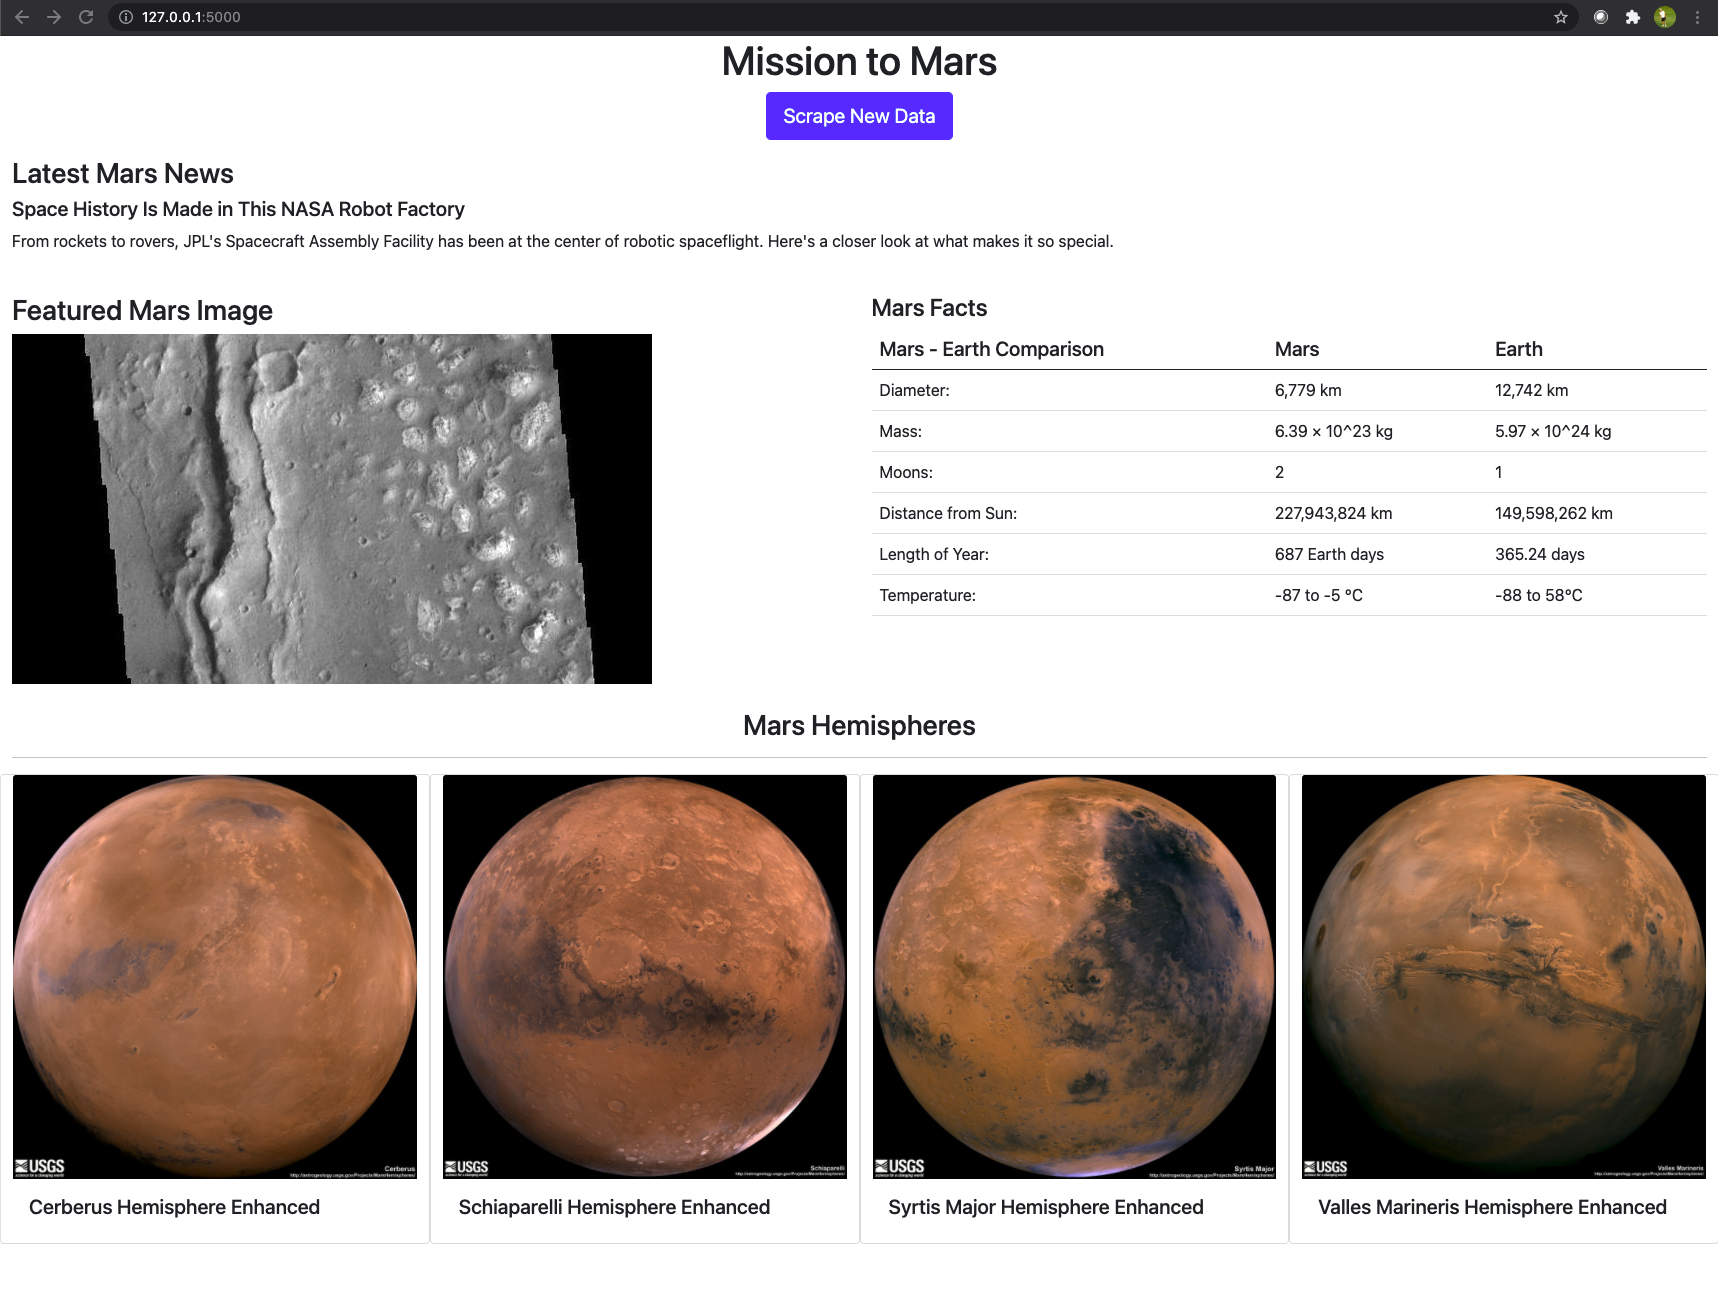 127.0.0.1:5000
Mission to Mars
Scrape New Data
Latest Mars News
Space History Is Made in This NASA Robot Factory
From rockets to rovers, JPL's Spacecraft Assembly Facility has been at the center of robotic spaceflight. Here's a closer look at what makes it so special.
Featured Mars Image
Mars Facts
Mars - Earth Comparison Mars Earth
Diameter: 6,779 km 12,742 km
Mass: 6.39 × 10^23 kg 5.97 × 10^24 kg
Moons: 2 1
Distance from Sun: 227,943,824 km 149,598,262 km
Length of Year: 687 Earth days 365.24 days
Temperature: -87 to -5 °C -88 to 58°C
Mars Hemispheres
USGS Cerberus
USGS Schiaparelli
USGS Syrtis Major
USGS Valles Marineris
Cerberus Hemisphere Enhanced
Schiaparelli Hemisphere Enhanced
Syrtis Major Hemisphere Enhanced
Valles Marineris Hemisphere Enhanced